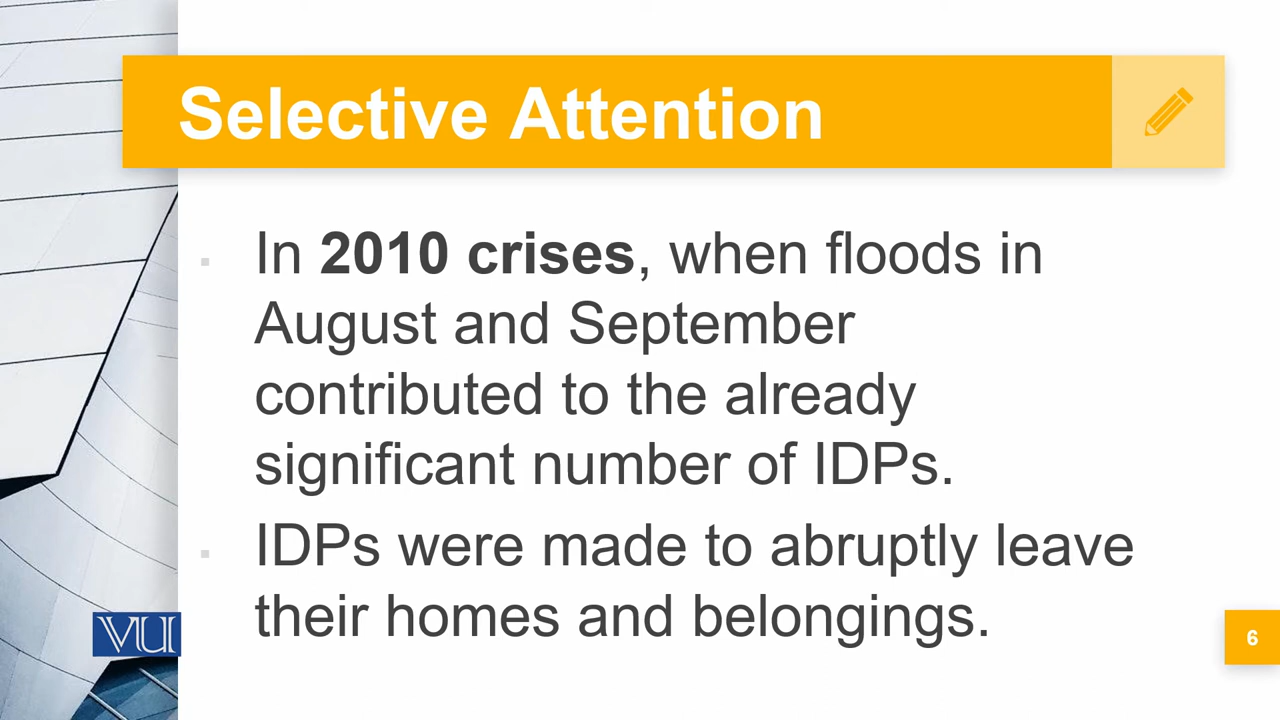 Selective Attention
In 2010 crises, when floods in
August and September
contributed to the already
significant number of IDPs.
IDPs were made to abruptly leave
their homes and belongings.
VU
6